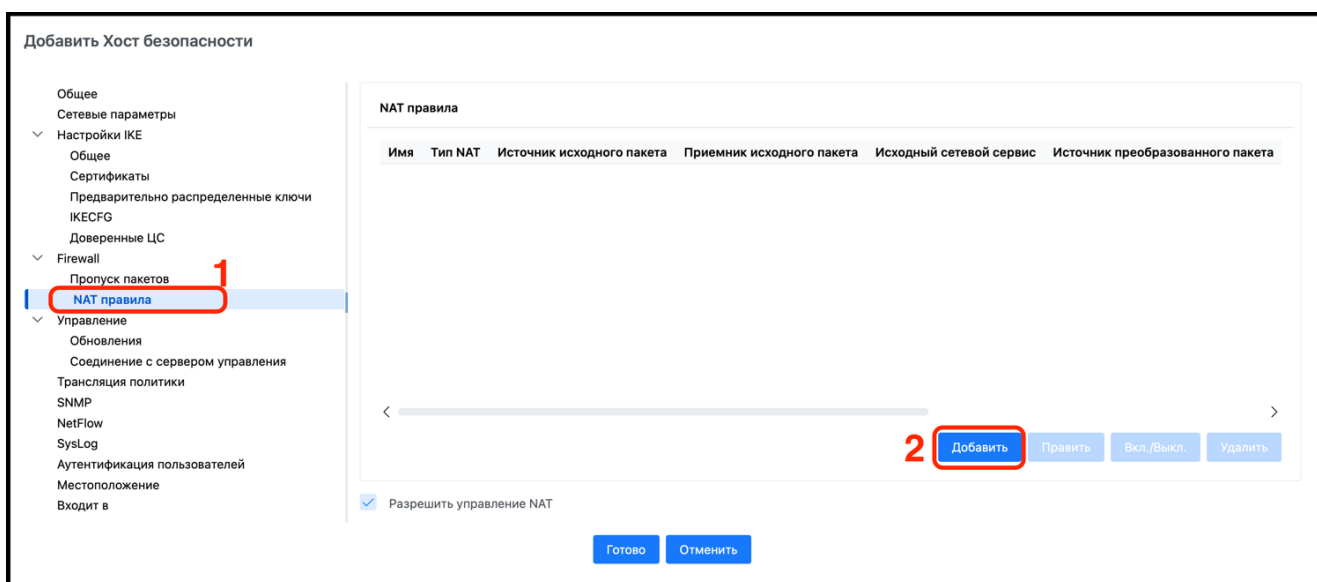 Добавить Хост безопасности
Общее
Сетевые параметры
Настройки IKE
Общее
Сертификаты
Предварительно распределенные ключи
IKECFG
Доверенные ЦС
Firewall
Пропуск пакетов
1
NAT правила
Управление
Обновления
Соединение с сервером управления
Трансляция политики
SNMP
NetFlow
SysLog
Аутентификация пользователей
Местоположение
Входит в
NAT правила
Имя Тип NAT Источник исходного пакета Приемник исходного пакета Исходный сетевой сервис Источник преобразованного пакета
2 Добавить Править Вкл./Выкл. Удалить
Разрешить управление NAT
Готово Отменить